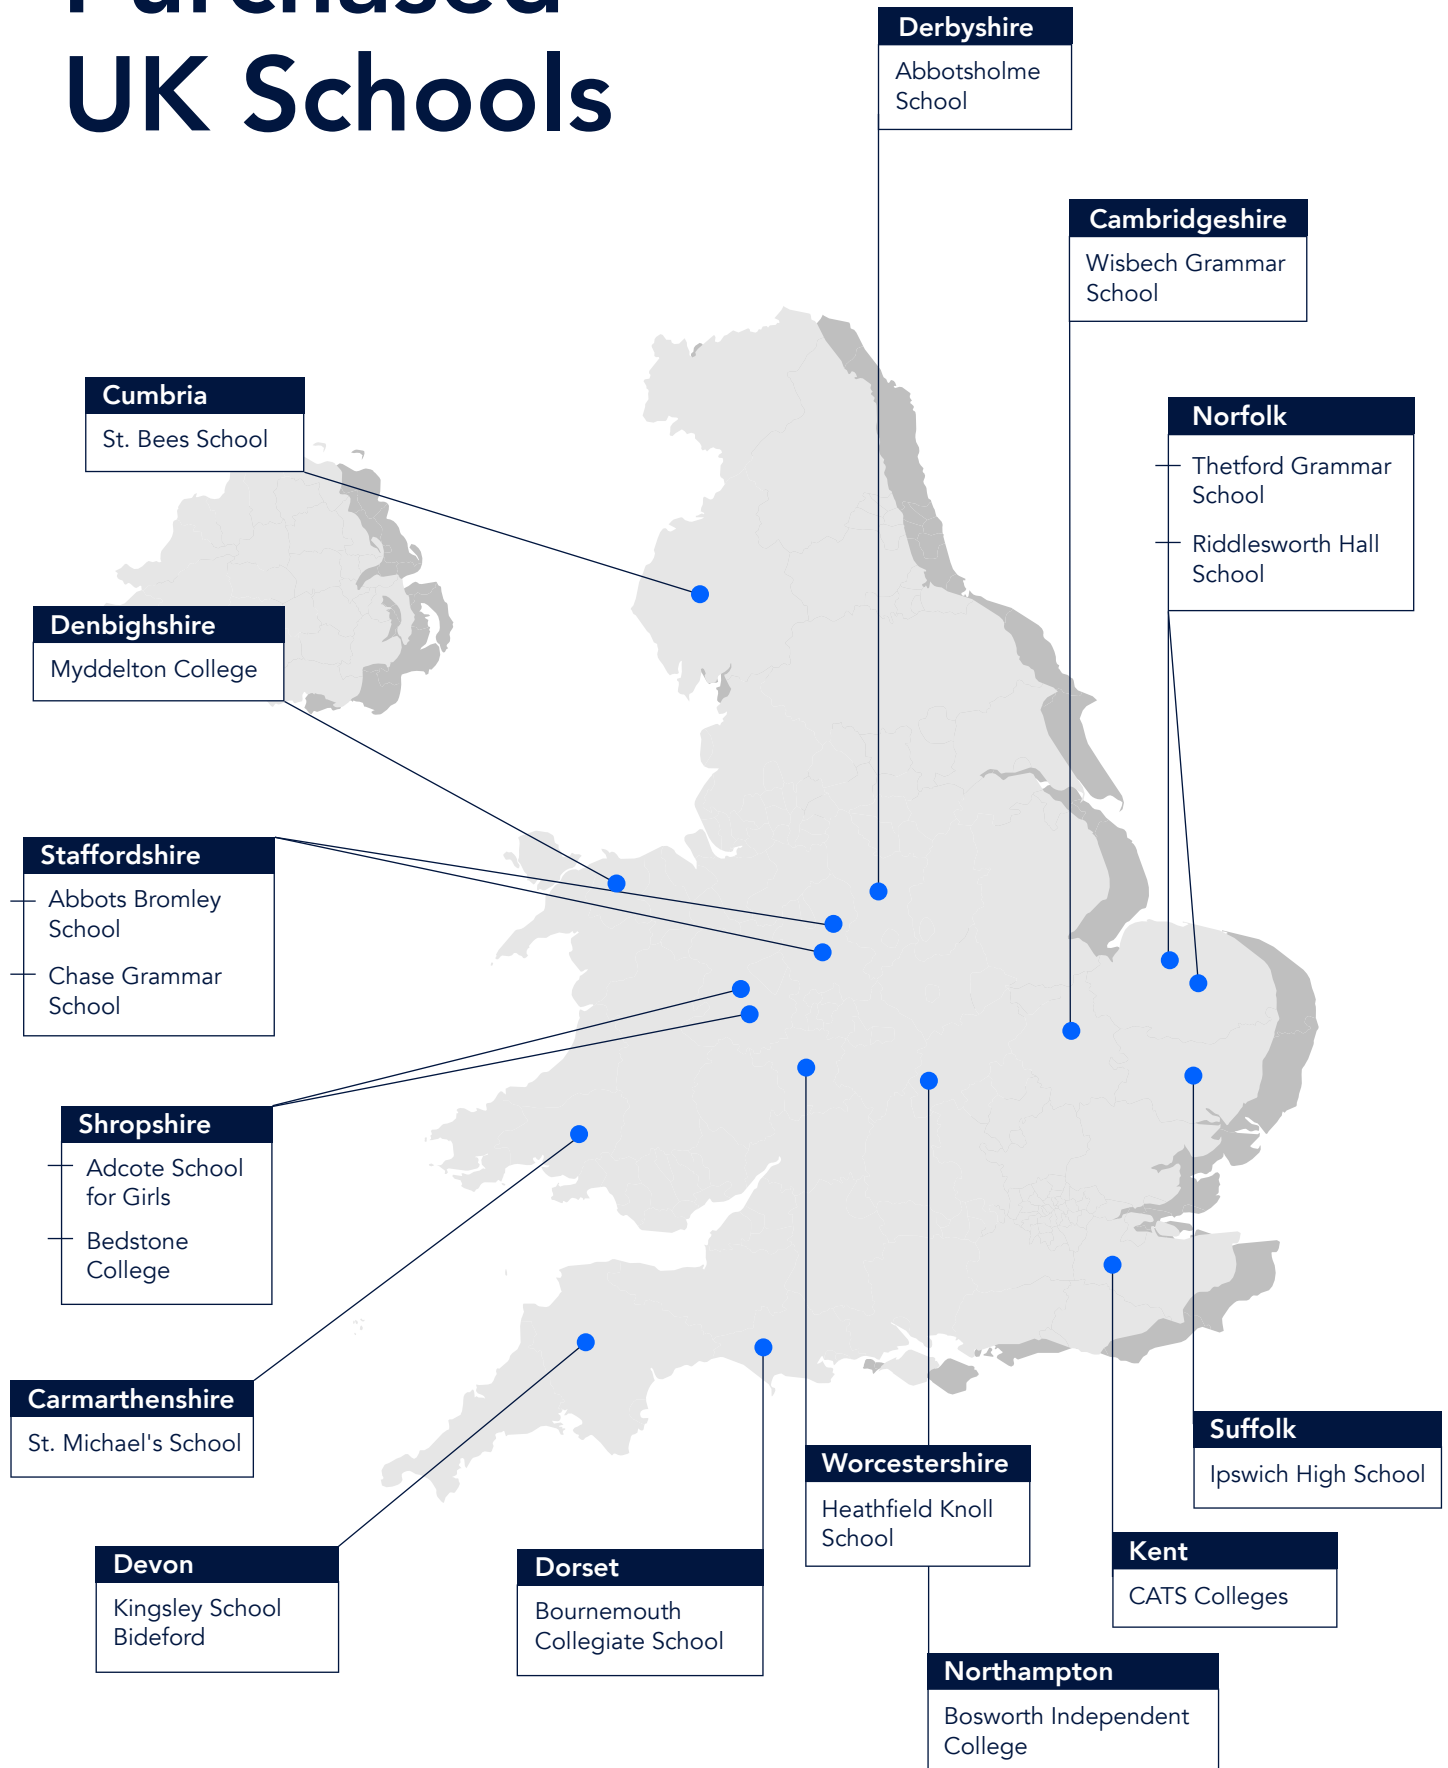 Purchased
UK Schools
Derbyshire
Abbotsholme
School
Cambridgeshire
Wisbech Grammar
School
Cumbria
St. Bees School
Norfolk
Thetford Grammar
School
Riddlesworth Hall
School
Denbighshire
Myddelton College
Staffordshire
Abbots Bromley
School
Chase Grammar
School
Shropshire
Adcote School
for Girls
Bedstone
College
Carmarthenshire
St. Michael's School
Suffolk
Ipswich High School
Worcestershire
Heathfield Knoll
School
Kent
CATS Colleges
Devon
Kingsley School
Bideford
Dorset
Bournemouth
Collegiate School
Northampton
Bosworth Independent
College